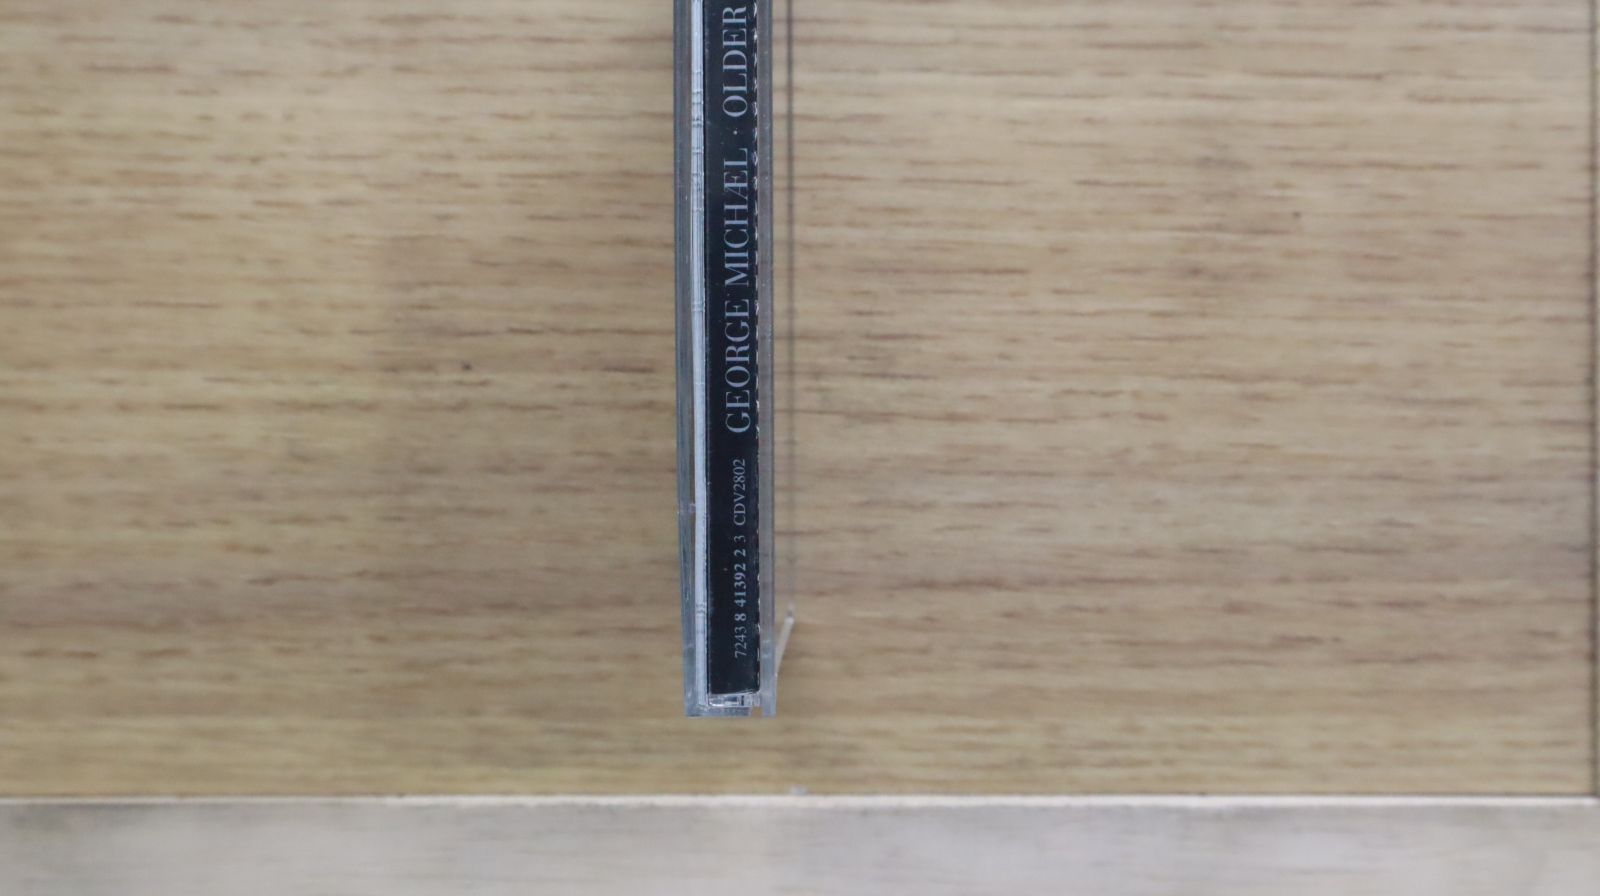 7243 8 41392 2 3 CDV2802 GEORGE MICHÆL · OLDER